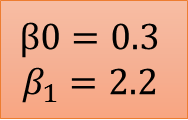 β0 = 0.3
β₁ = 2.2